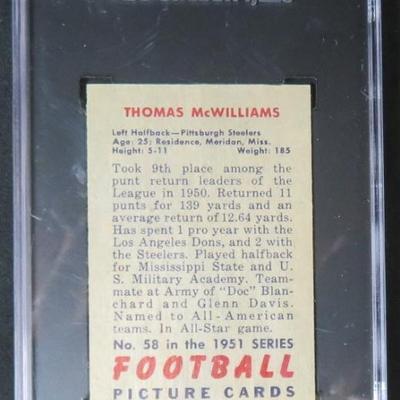 THOMAS McWILLIAMS
Left Halfback—Pittsburgh Steelers
Age: 25; Residence, Meridan, Miss.
Height: 5-11 Weight: 185
Took 9th place among the
punt return leaders of the
League in 1950. Returned 11
punts for 139 yards and an
average return of 12.64 yards.
Has spent 1 pro year with the
Los Angeles Dons, and 2 with
the Steelers. Played halfback
for Mississippi State and U.
S. Military Academy. Team-
mate at Army of "Doc" Blan-
chard and Glenn Davis.
Named to All-American
teams. In All-Star game.
No. 58 in the 1951 SERIES
FOOTBALL
PICTURE CARDS